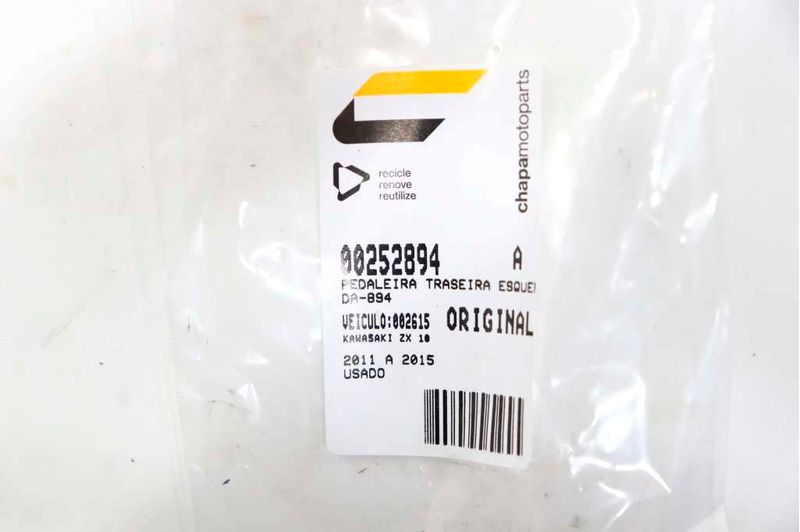 chapamotoparts
recicle
renove
reutilize
00252894 A
PEDALEIRA TRASEIRA ESQUE
DA-894
VEICULO:002615 ORIGINAL
KAWASAKI ZX 10
2011 A 2015
USADO